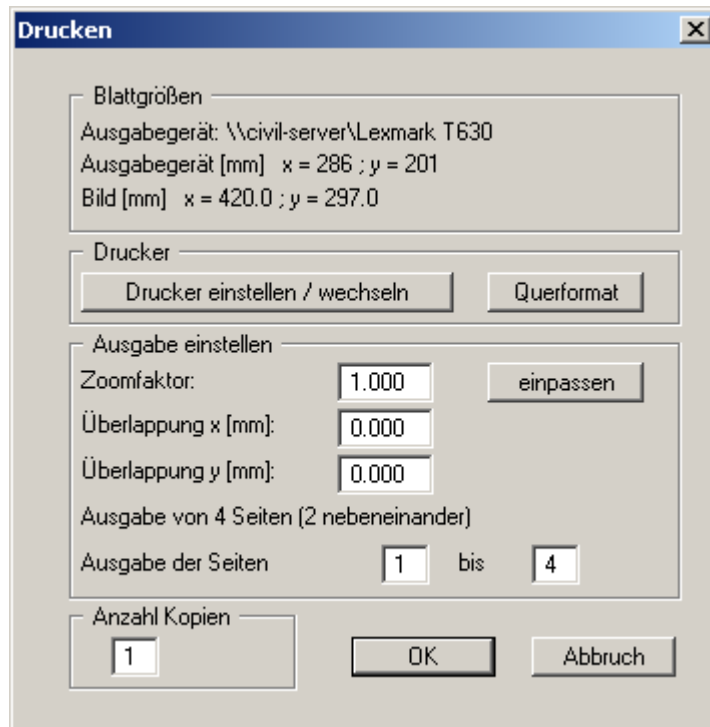 Drucken
Blattgrößen
Ausgabegerät: \\civil-server\Lexmark T630
Ausgabegerät [mm] x = 286 ; y = 201
Bild [mm] x = 420.0 ; y = 297.0
Drucker
Drucker einstellen / wechseln Querformat
Ausgabe einstellen
Zoomfaktor: 1.000 einpassen
Überlappung x [mm]: 0.000
Überlappung y [mm]: 0.000
Ausgabe von 4 Seiten (2 nebeneinander)
Ausgabe der Seiten 1 bis 4
Anzahl Kopien
1 OK Abbruch